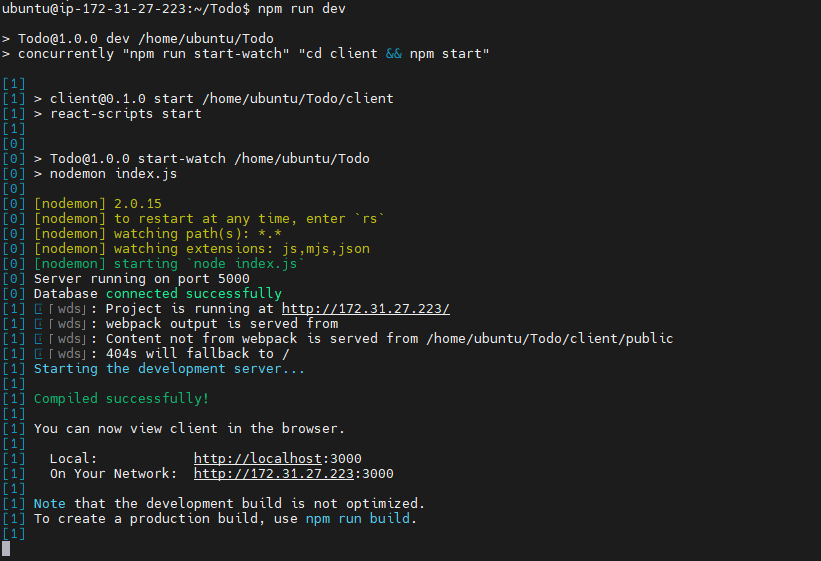 ubuntu@ip-172-31-27-223:~/Todo$ npm run dev
> Todo@1.0.0 dev /home/ubuntu/Todo
> concurrently "npm run start-watch" "cd client && npm start"
[1]
[1] > client@0.1.0 start /home/ubuntu/Todo/client
[1] > react-scripts start
[1]
[0]
[0] > Todo@1.0.0 start-watch /home/ubuntu/Todo
[0] > nodemon index.js
[0]
[0] [nodemon] 2.0.15
[0] [nodemon] to restart at any time, enter `rs`
[0] [nodemon] watching path(s): *.*
[0] [nodemon] watching extensions: js,mjs,json
[0] [nodemon] starting `node index.js`
[0] Server running on port 5000
[0] Database connected successfully
[1] ℹ ｢wds｣: Project is running at http://172.31.27.223/
[1] ℹ ｢wds｣: webpack output is served from
[1] ℹ ｢wds｣: Content not from webpack is served from /home/ubuntu/Todo/client/public
[1] ℹ ｢wds｣: 404s will fallback to /
[1] Starting the development server...
[1]
[1] Compiled successfully!
[1]
[1] You can now view client in the browser.
[1]
[1]   Local:            http://localhost:3000
[1]   On Your Network:  http://172.31.27.223:3000
[1]
[1] Note that the development build is not optimized.
[1] To create a production build, use npm run build.
[1]